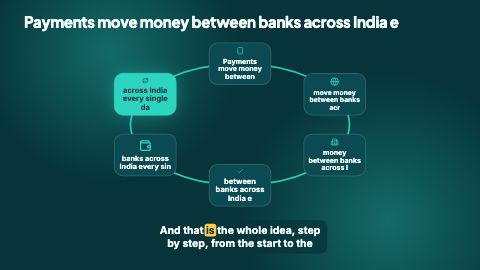 Payments move money between banks across India e
Payments
move money
between
across India
every single
da
move money
between banks
acr
banks across
India every sin
money
between banks
across I
between
banks across
India e
And that is the whole idea, step
by step, from the start to the